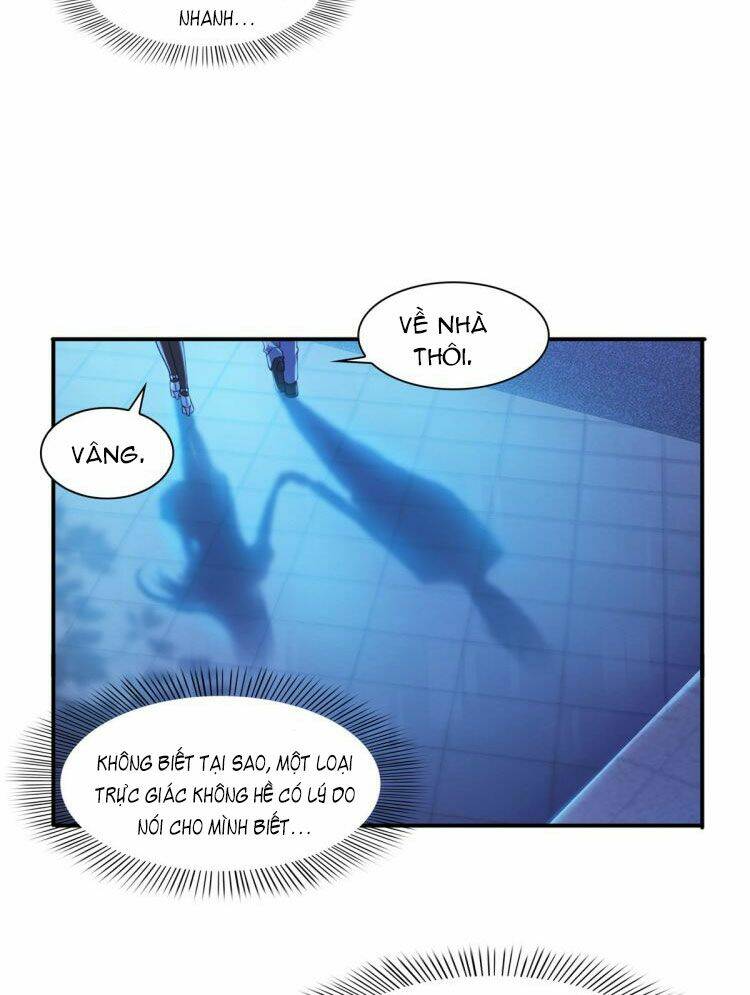 NHANH...
VỀ NHÀ
THÔI.
VÂNG.
KHÔNG BIẾT TẠI SAO, MỘT LOẠI
TRỰC GIÁC KHÔNG HỀ CÓ LÝ DO
NÓI CHO MÌNH BIẾT...